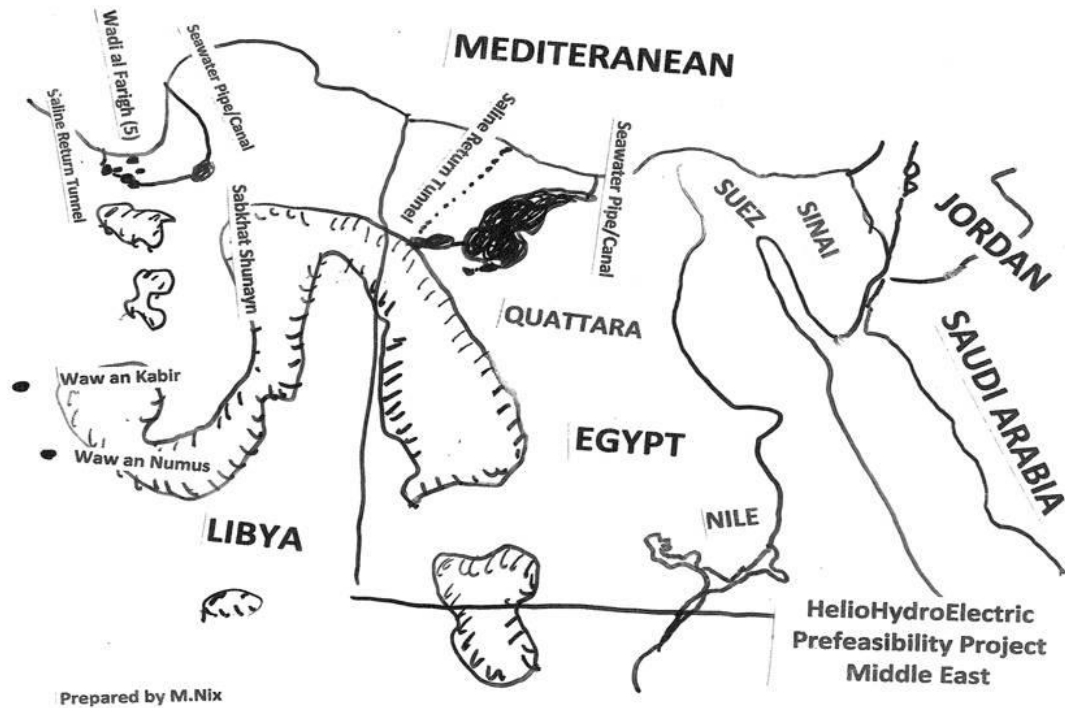 Wadi al Farigh (5)
Seawater Pipe/Canal
Saline Return Tunnel
MEDITERANEAN
Saline Return Tunnel
Seawater Pipe/Canal
SUEZ
SINAI
JORDAN
Sabkhat Shunayn
QUATTARA
SAUDI ARABIA
Waw an Kabir
Waw an Numus
EGYPT
LIBYA
NILE
HelioHydroElectric
Prefeasibility Project
Middle East
Prepared by M.Nix